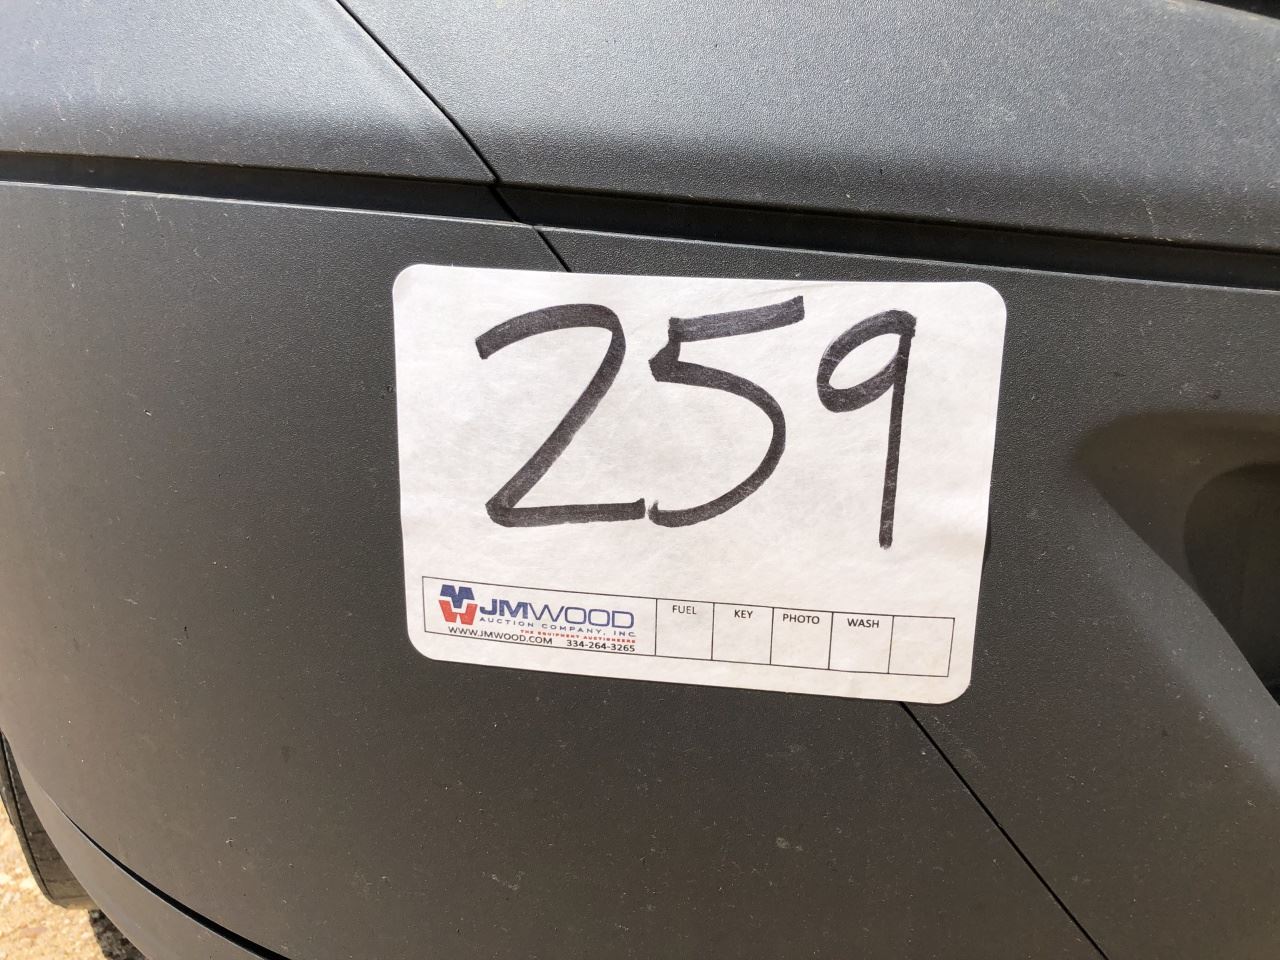 259
JMWOOD
AUCTION COMPANY, INC.
THE EQUIPMENT AUCTIONEERS
WWW.JMWOOD.COM 334-264-3265
FUEL KEY PHOTO WASH